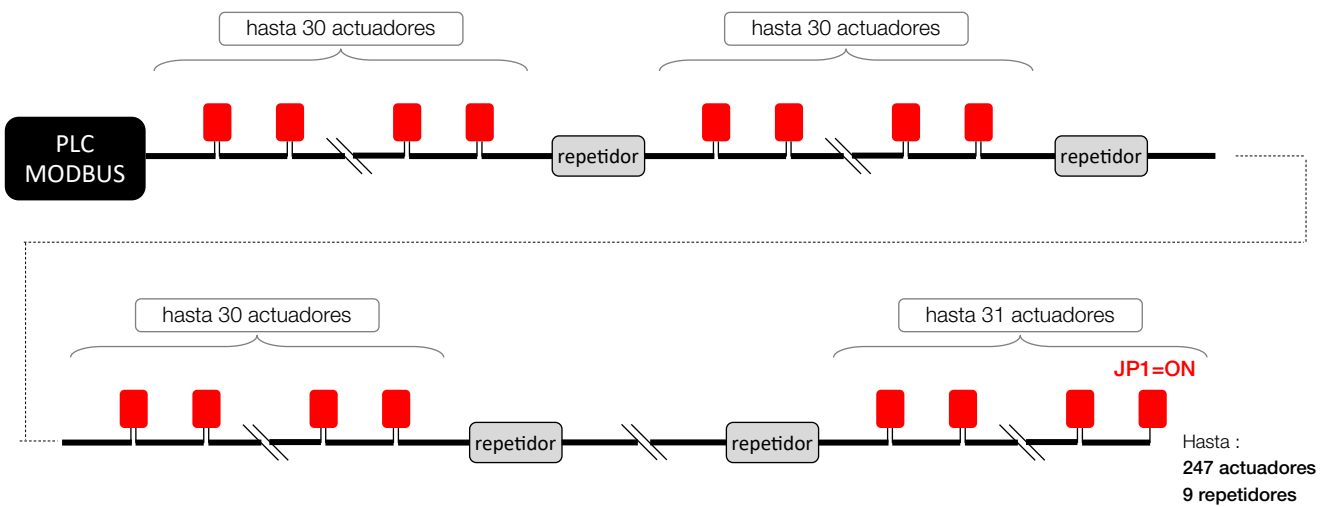 hasta 30 actuadores
hasta 30 actuadores
PLC
MODBUS
repetidor
repetidor
hasta 30 actuadores
hasta 31 actuadores
JP1=ON
repetidor
repetidor
Hasta :
247 actuadores
9 repetidores